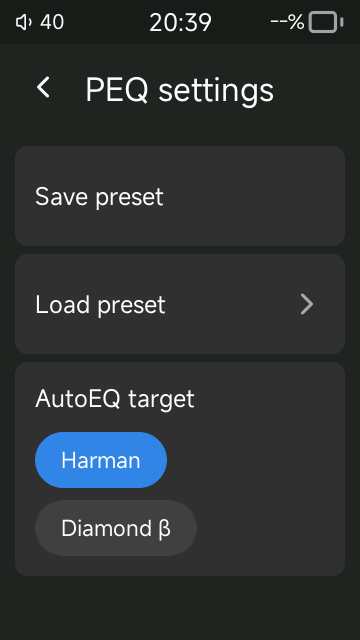 40
20:39
--%
PEQ settings
Save preset
Load preset
AutoEQ target
Harman
Diamond β